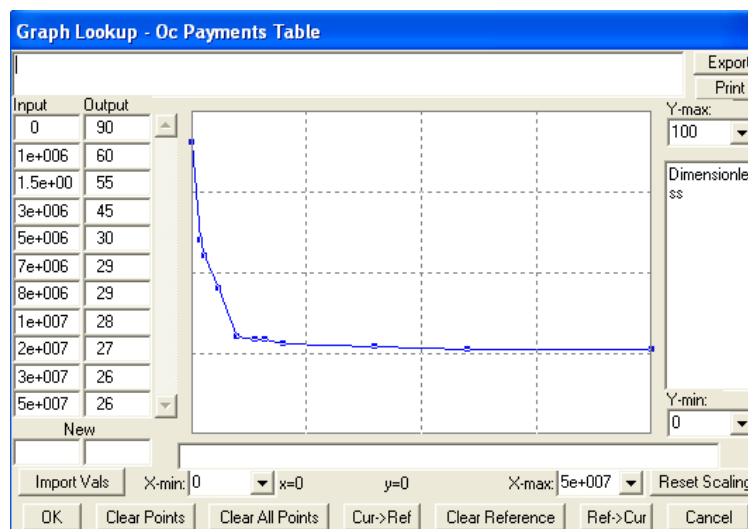 Graph Lookup - Oc Payments Table
Export
Print
Input Output
Y-max:
0 90
100
1e+006 60
1.5e+00 55
Dimensionle
ss
3e+006 45
5e+006 30
7e+006 29
8e+006 29
1e+007 28
2e+007 27
3e+007 26
5e+007 26
Y-min:
0
New
Import Vals X-min: 0 x=0 y=0 X-max: 5e+007 Reset Scaling
OK Clear Points Clear All Points Cur->Ref Clear Reference Ref->Cur Cancel